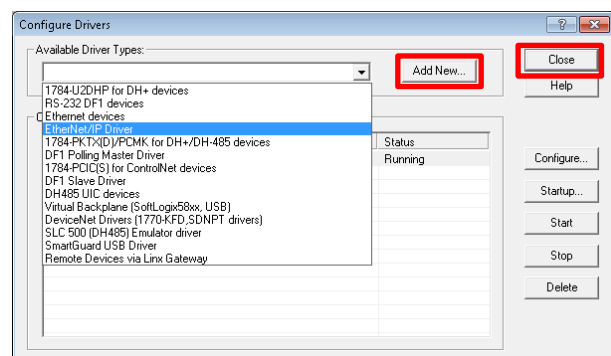 Configure Drivers
Available Driver Types:
Add New...
Close
Help
1784-U2DHP for DH+ devices
RS-232 DF1 devices
Ethernet devices
EtherNet/IP Driver
1784-PKTX(D)/PCMK for DH+/DH-485 devices
DF1 Polling Master Driver
1784-PCIC(S) for ControlNet devices
DF1 Slave Driver
DH485 UIC devices
Virtual Backplane (SoftLogix58xx, USB)
DeviceNet Drivers (1770-KFD,SDNPT drivers)
SLC 500 (DH485) Emulator driver
SmartGuard USB Driver
Remote Devices via Linx Gateway
Status
Running
Configure...
Startup...
Start
Stop
Delete